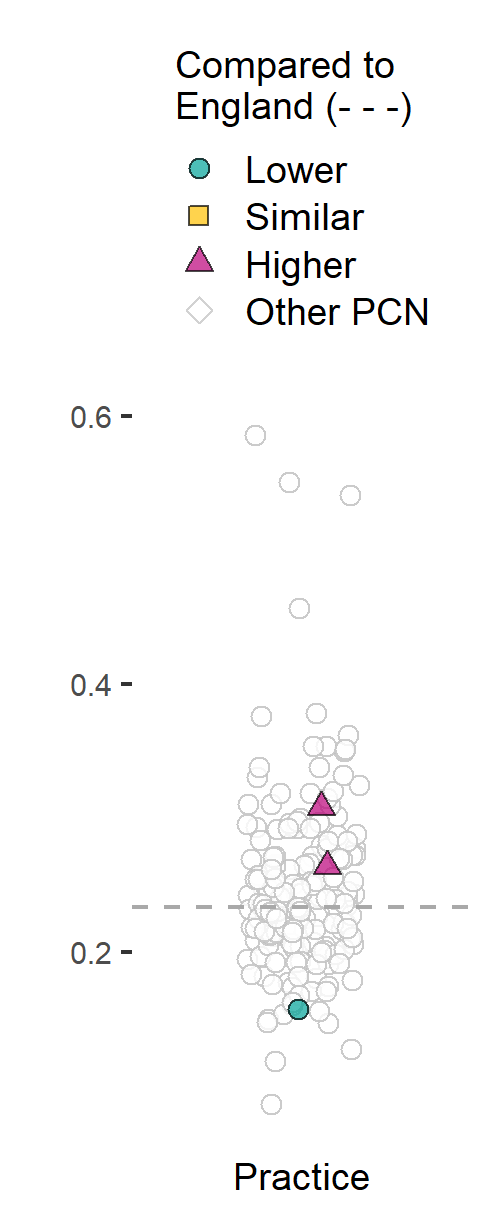 Compared to
England (- - -)
Lower
Similar
Higher
Other PCN
0.6
0.4
0.2
Practice